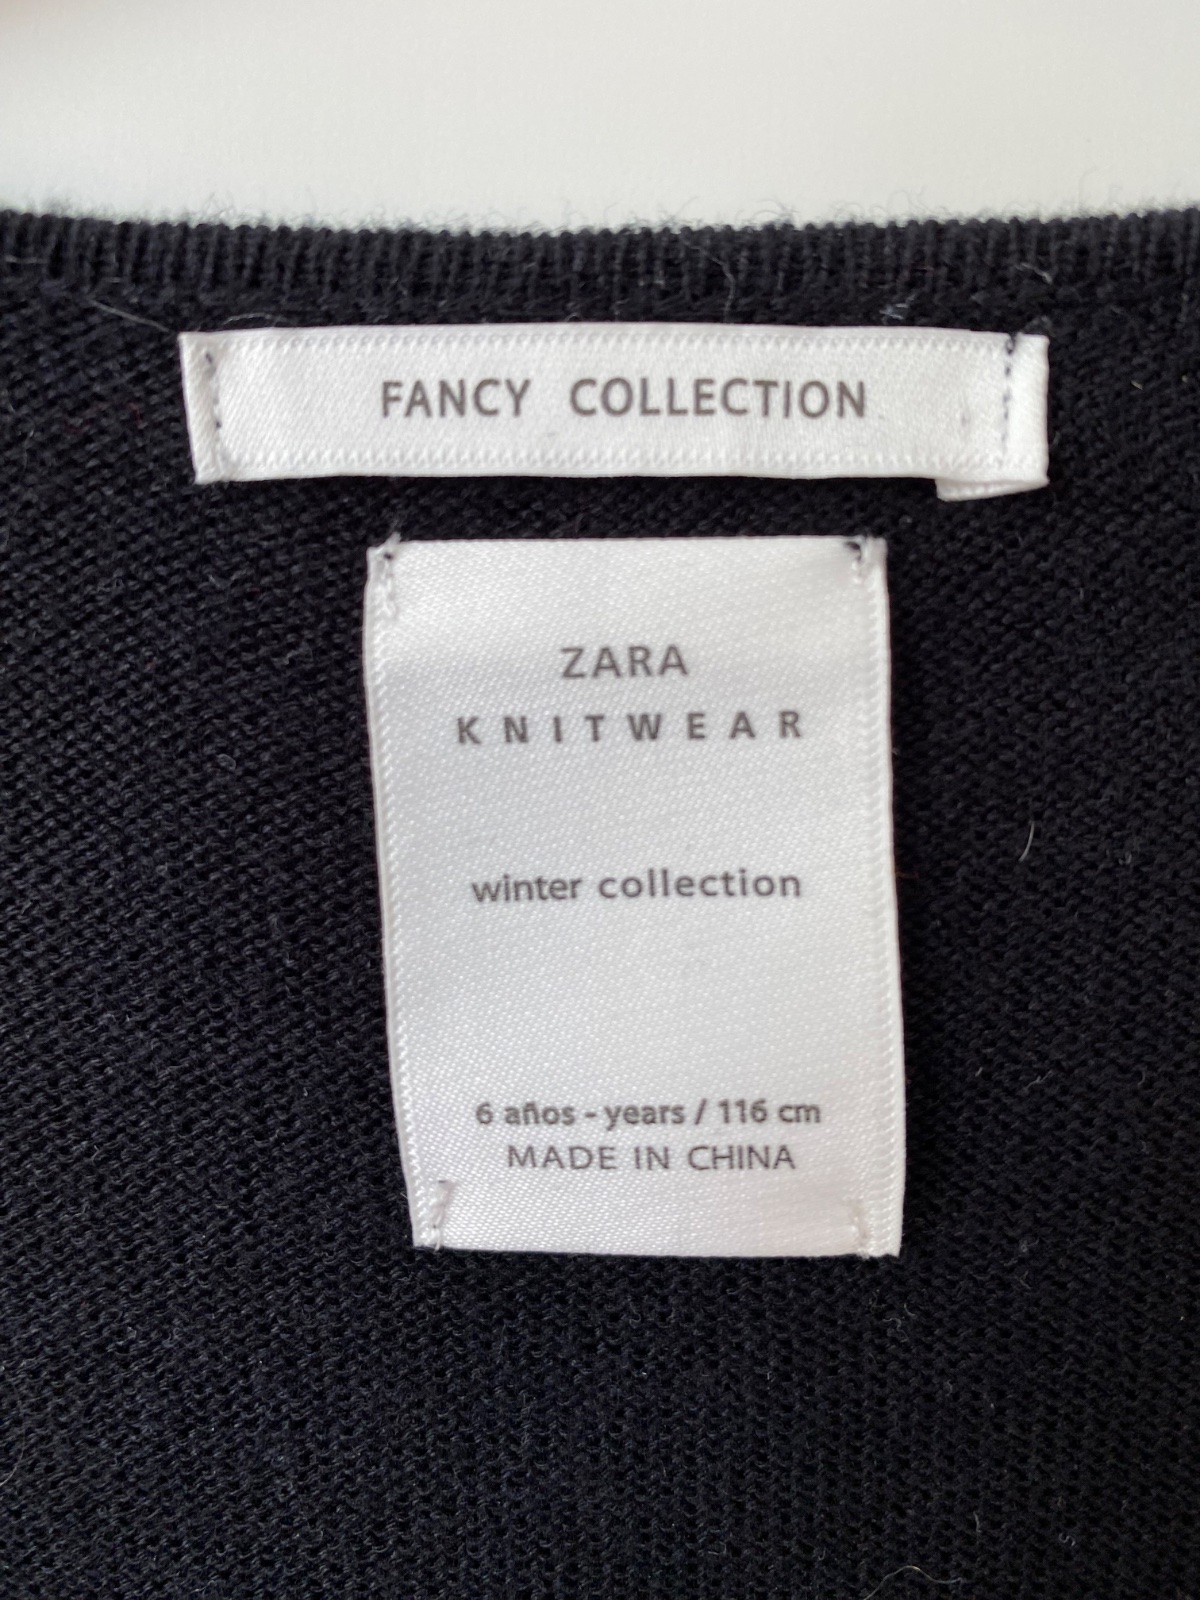 FANCY COLLECTION
ZARA
KNITWEAR
winter collection
6 años - years / 116 cm
MADE IN CHINA